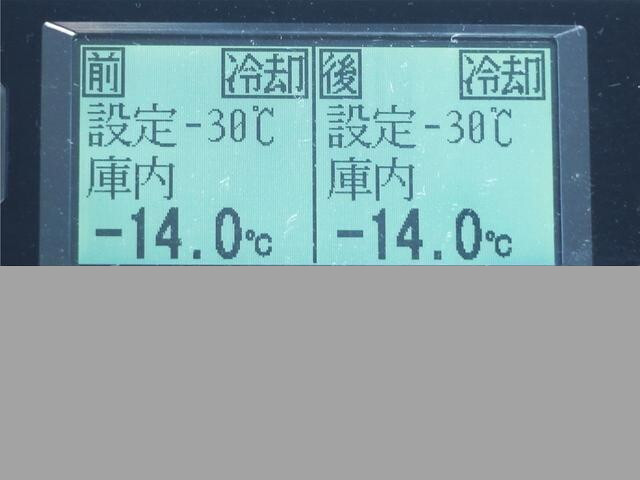 前 冷却 後 冷却
設定-30℃ 設定-30℃
庫内 庫内
-14.0℃ -14.0℃